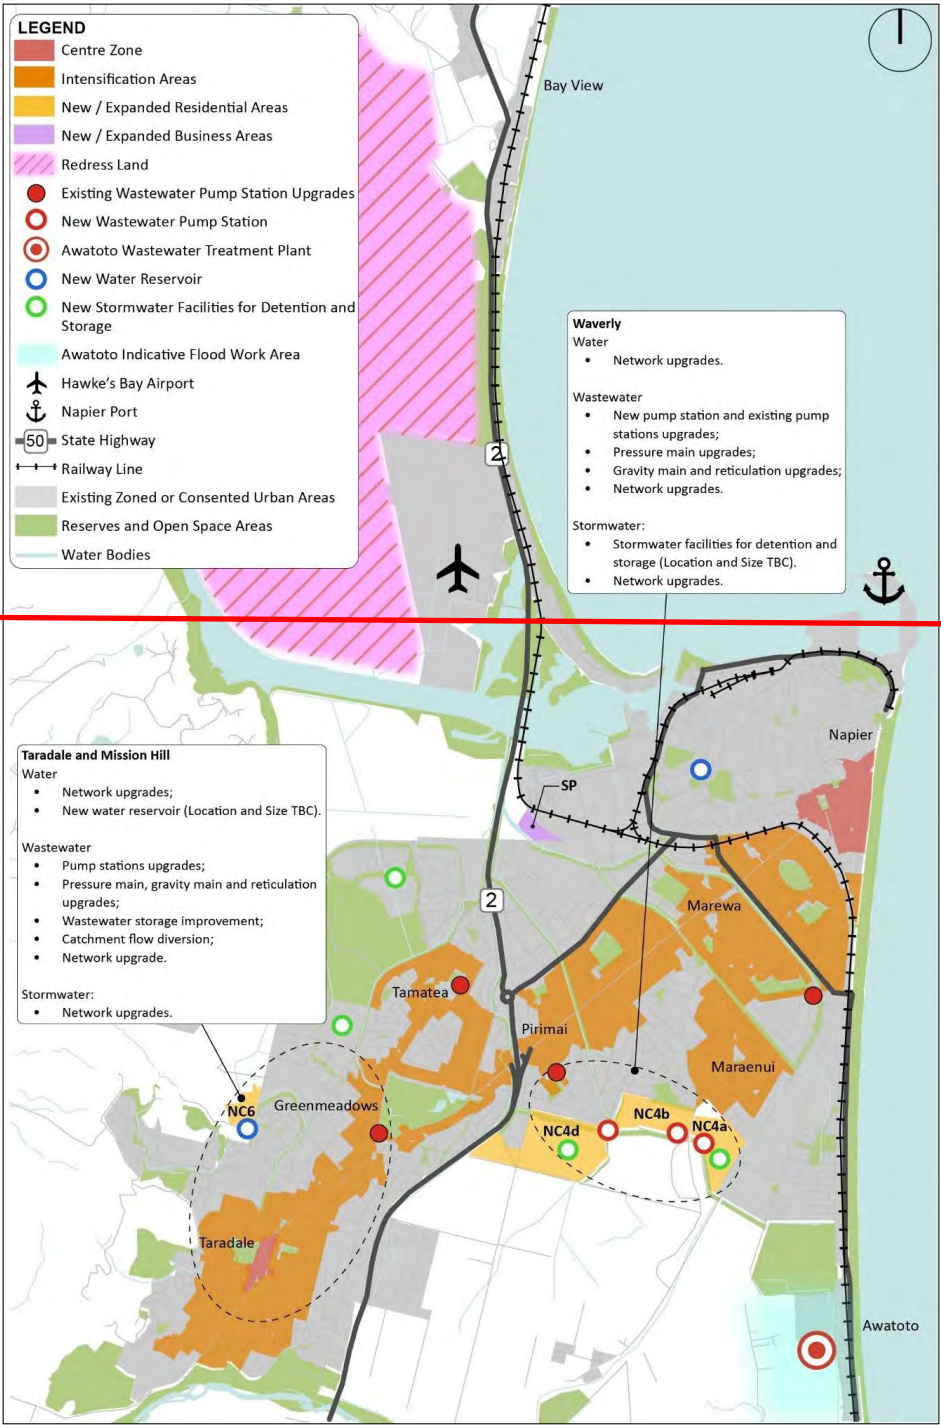 LEGEND
Centre Zone
Intensification Areas
New / Expanded Residential Areas
New / Expanded Business Areas
Redress Land
Existing Wastewater Pump Station Upgrades
New Wastewater Pump Station
Awatoto Wastewater Treatment Plant
New Water Reservoir
New Stormwater Facilities for Detention and
Storage
Awatoto Indicative Flood Work Area
Hawke's Bay Airport
Napier Port
50 State Highway
Railway Line
Existing Zoned or Consented Urban Areas
Reserves and Open Space Areas
Water Bodies
Bay View
2
Waverly
Water
• Network upgrades.
Wastewater
• New pump station and existing pump
stations upgrades;
• Pressure main upgrades;
• Gravity main and reticulation upgrades;
• Network upgrades.
Stormwater:
• Stormwater facilities for detention and
storage (Location and Size TBC).
• Network upgrades.
Napier
SP
Taradale and Mission Hill
Water
• Network upgrades;
• New water reservoir (Location and Size TBC).
Wastewater
• Pump stations upgrades;
• Pressure main, gravity main and reticulation
upgrades;
• Wastewater storage improvement;
• Catchment flow diversion;
• Network upgrade.
Stormwater:
• Network upgrades.
2
Marewa
Tamatea
Pirimai
Maraenui
Greenmeadows
NC6
NC4d
NC4b
NC4a
Taradale
Awatoto